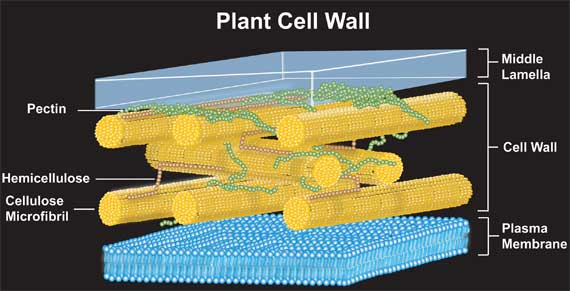 Plant Cell Wall
Middle
Lamella
Pectin
Cell Wall
Hemicellulose
Cellulose
Microfibril
Plasma
Membrane